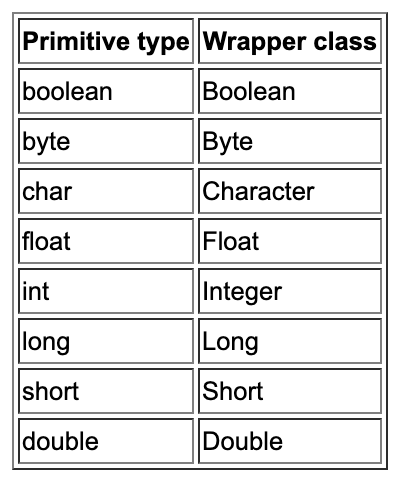 Primitive type Wrapper class
boolean Boolean
byte Byte
char Character
float Float
int Integer
long Long
short Short
double Double